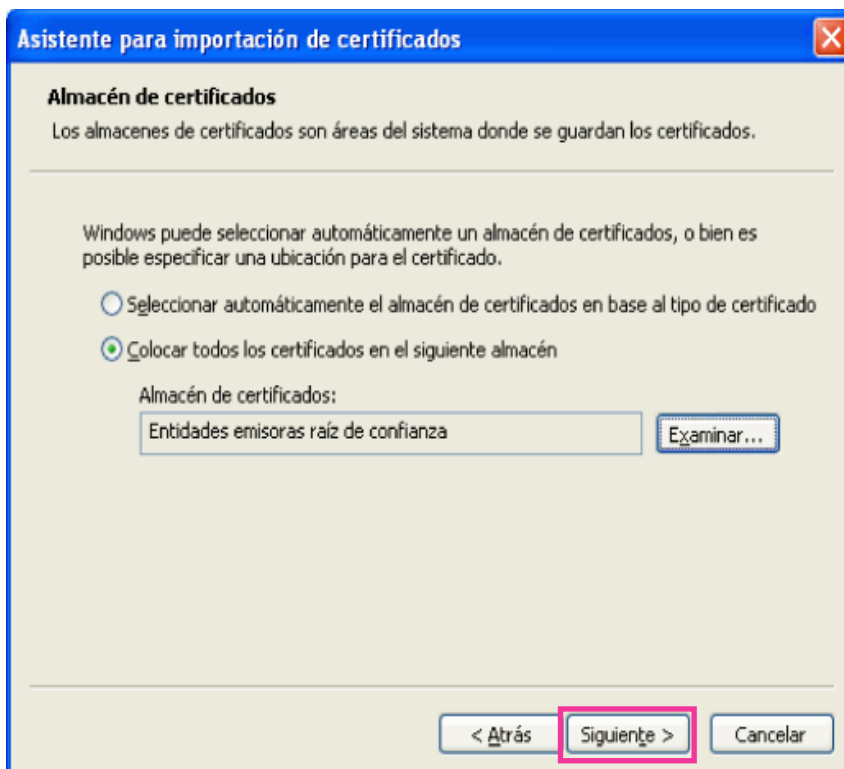 Asistente para importación de certificados
Almacén de certificados
Los almacenes de certificados son áreas del sistema donde se guardan los certificados.
Windows puede seleccionar automáticamente un almacén de certificados, o bien es
posible especificar una ubicación para el certificado.
Seleccionar automáticamente el almacén de certificados en base al tipo de certificado
Colocar todos los certificados en el siguiente almacén
Almacén de certificados:
Entidades emisoras raíz de confianza
Examinar...
< Atrás
Siguiente >
Cancelar